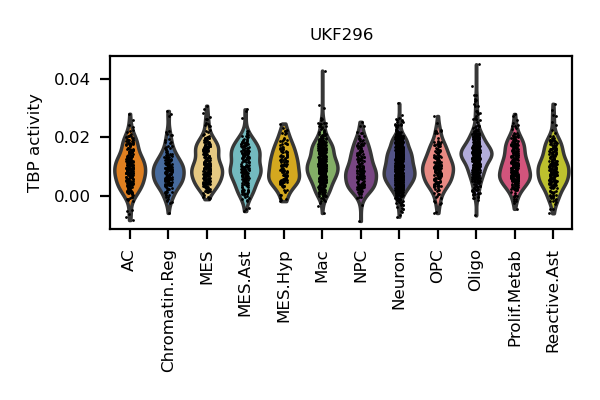 UKF296
TBP activity
0.04
0.02
0.00
AC
Chromatin.Reg
MES
MES.Ast
MES.Hyp
Mac
NPC
Neuron
OPC
Oligo
Prolif.Metab
Reactive.Ast